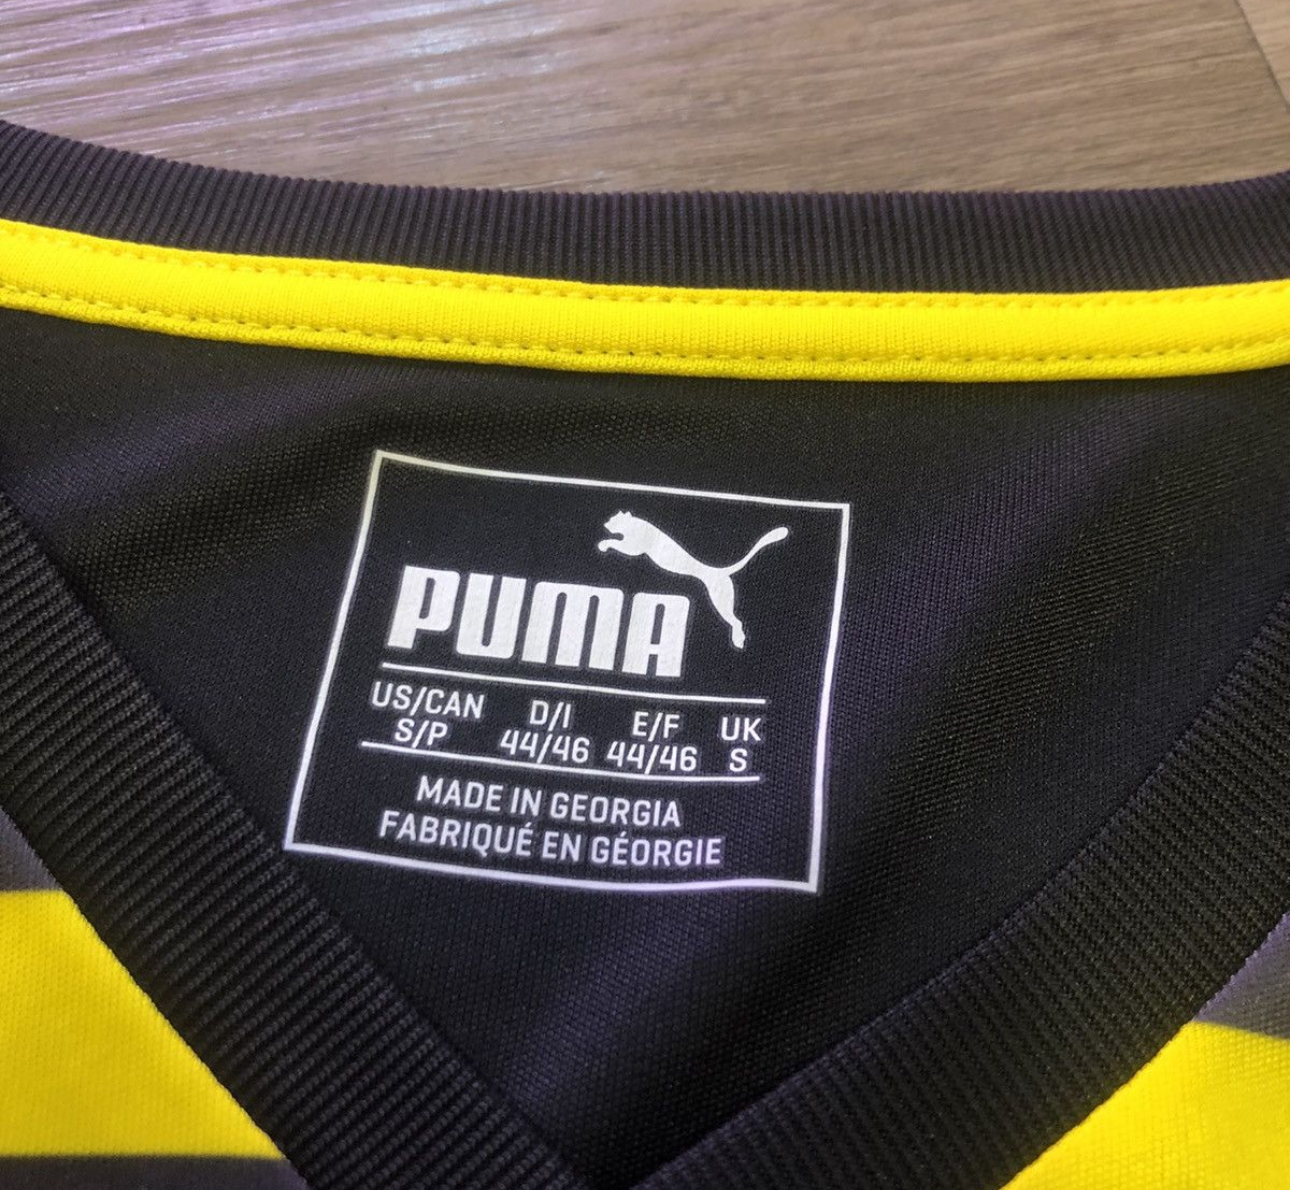 PUMA
US/CAN D/I E/F UK
S/P 44/46 44/46 S
MADE IN GEORGIA
FABRIQUÉ EN GÉORGIE